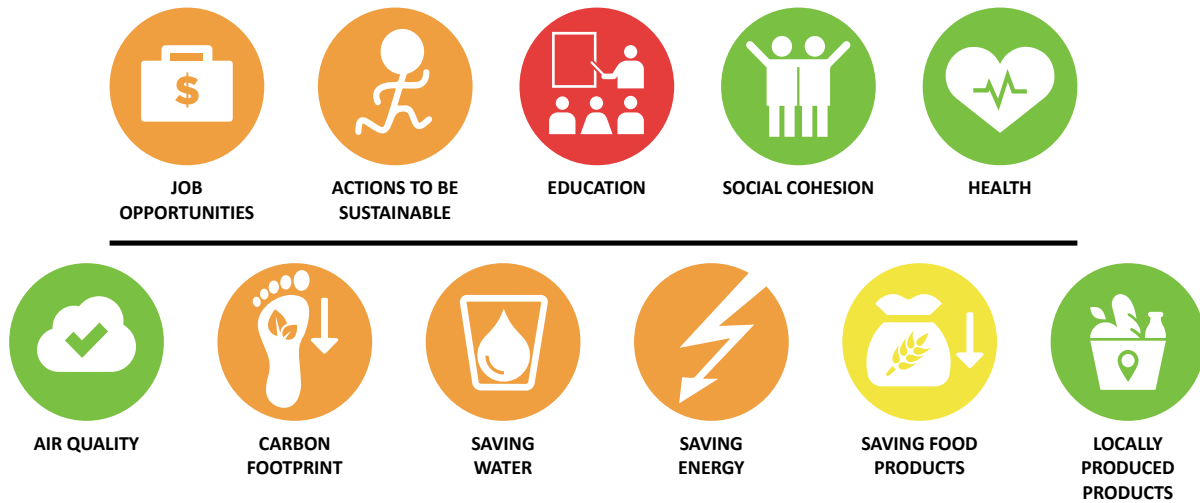 $
JOB
OPPORTUNITIES
ACTIONS TO BE
SUSTAINABLE
EDUCATION
SOCIAL COHESION
HEALTH
AIR QUALITY
CARBON
FOOTPRINT
SAVING
WATER
SAVING
ENERGY
SAVING FOOD
PRODUCTS
LOCALLY
PRODUCED
PRODUCTS